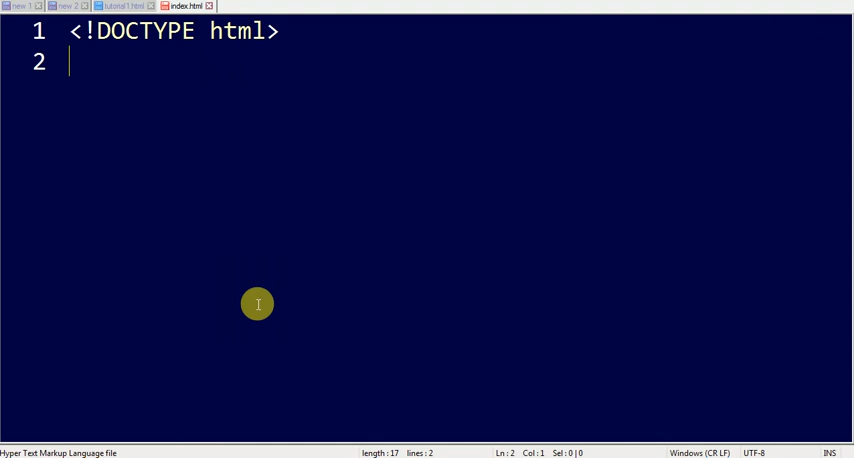 new 1 new 2 tutorial1.html index.html
1 <!DOCTYPE html>
2
Hyper Text Markup Language file length : 17 lines : 2 Ln : 2 Col : 1 Sel : 0 | 0 Windows (CR LF) UTF-8 INS